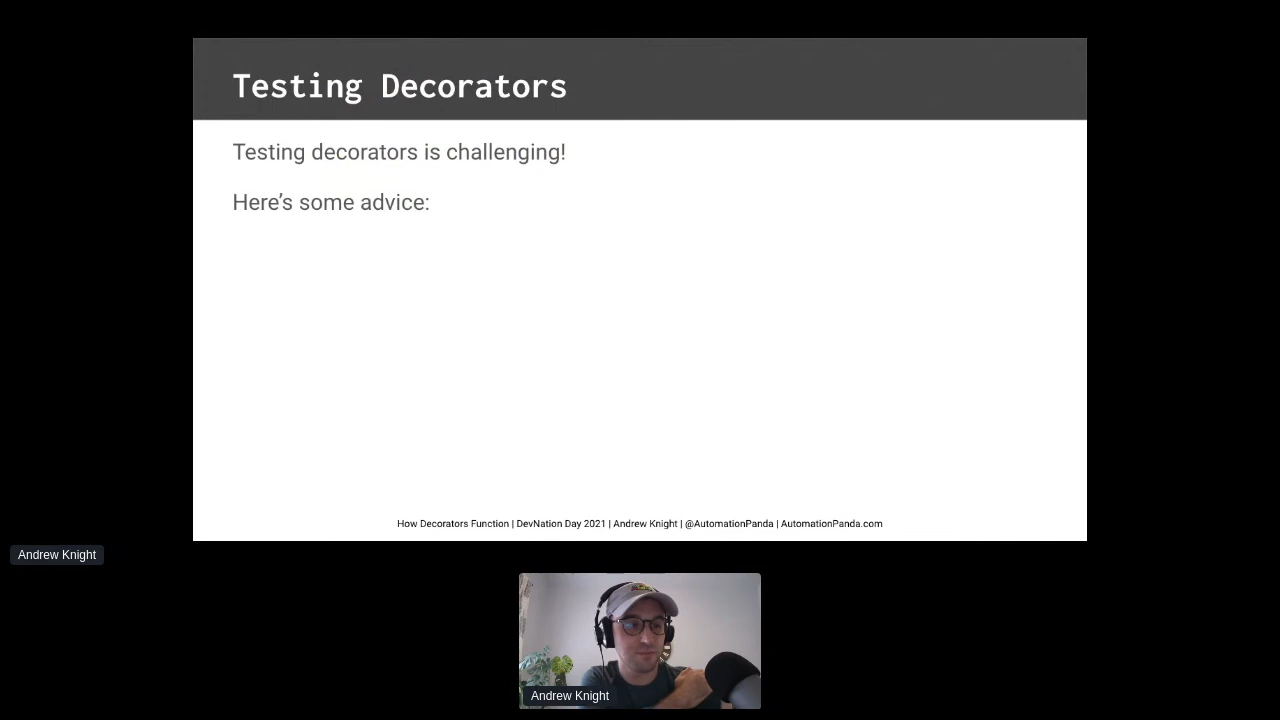 Testing Decorators
Testing decorators is challenging!
Here’s some advice:
How Decorators Function | DevNation Day 2021 | Andrew Knight | @AutomationPanda | AutomationPanda.com
Andrew Knight
Andrew Knight